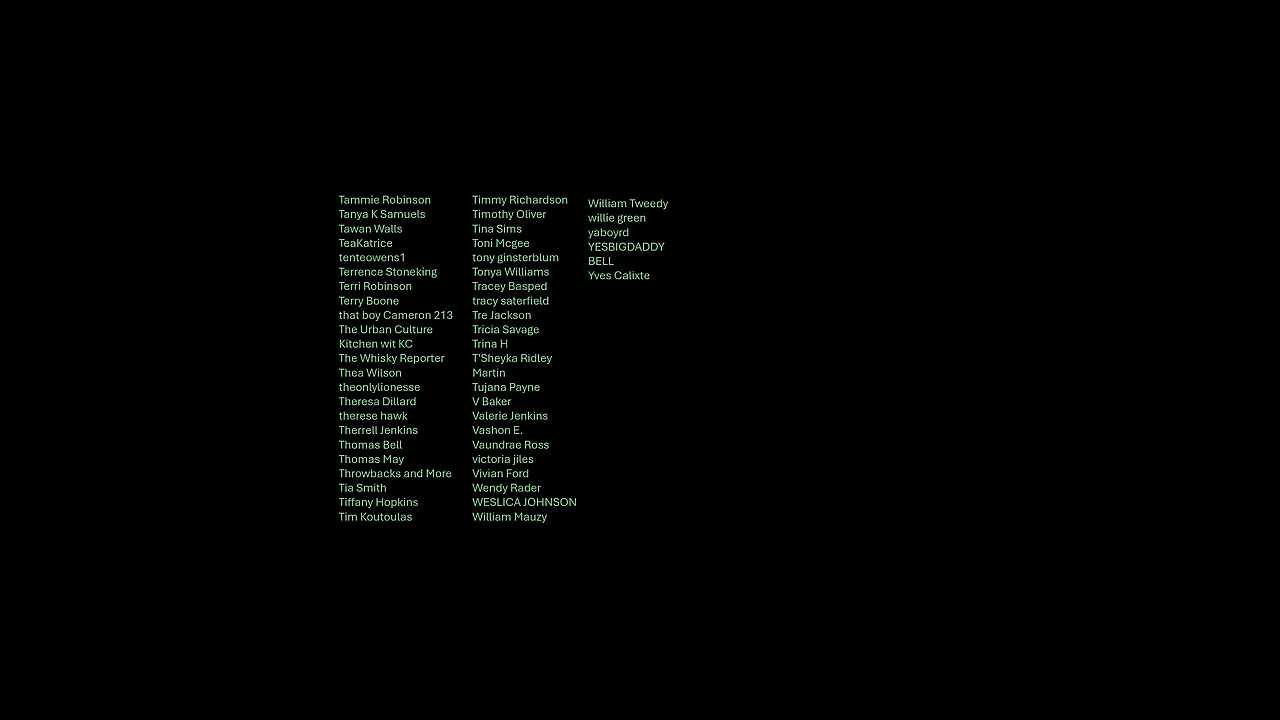 Tammie Robinson
Tanya K Samuels
Tawan Walls
TeaKatrice
tenteowens1
Terrence Stoneking
Terri Robinson
Terry Boone
that boy Cameron 213
The Urban Culture
Kitchen wit KC
The Whisky Reporter
Thea Wilson
theonlylionesse
Theresa Dillard
therese hawk
Therrell Jenkins
Thomas Bell
Thomas May
Throwbacks and More
Tia Smith
Tiffany Hopkins
Tim Koutoulas
Timmy Richardson
Timothy Oliver
Tina Sims
Toni Mcgee
tony ginsterblum
Tonya Williams
Tracey Basped
tracy saterfield
Tre Jackson
Tricia Savage
Trina H
T'Sheyka Ridley
Martin
Tujana Payne
V Baker
Valerie Jenkins
Vashon E.
Vaundrae Ross
victoria jiles
Vivian Ford
Wendy Rader
WESLICA JOHNSON
William Mauzy
William Tweedy
willie green
yaboyrd
YESBIGDADDY
BELL
Yves Calixte